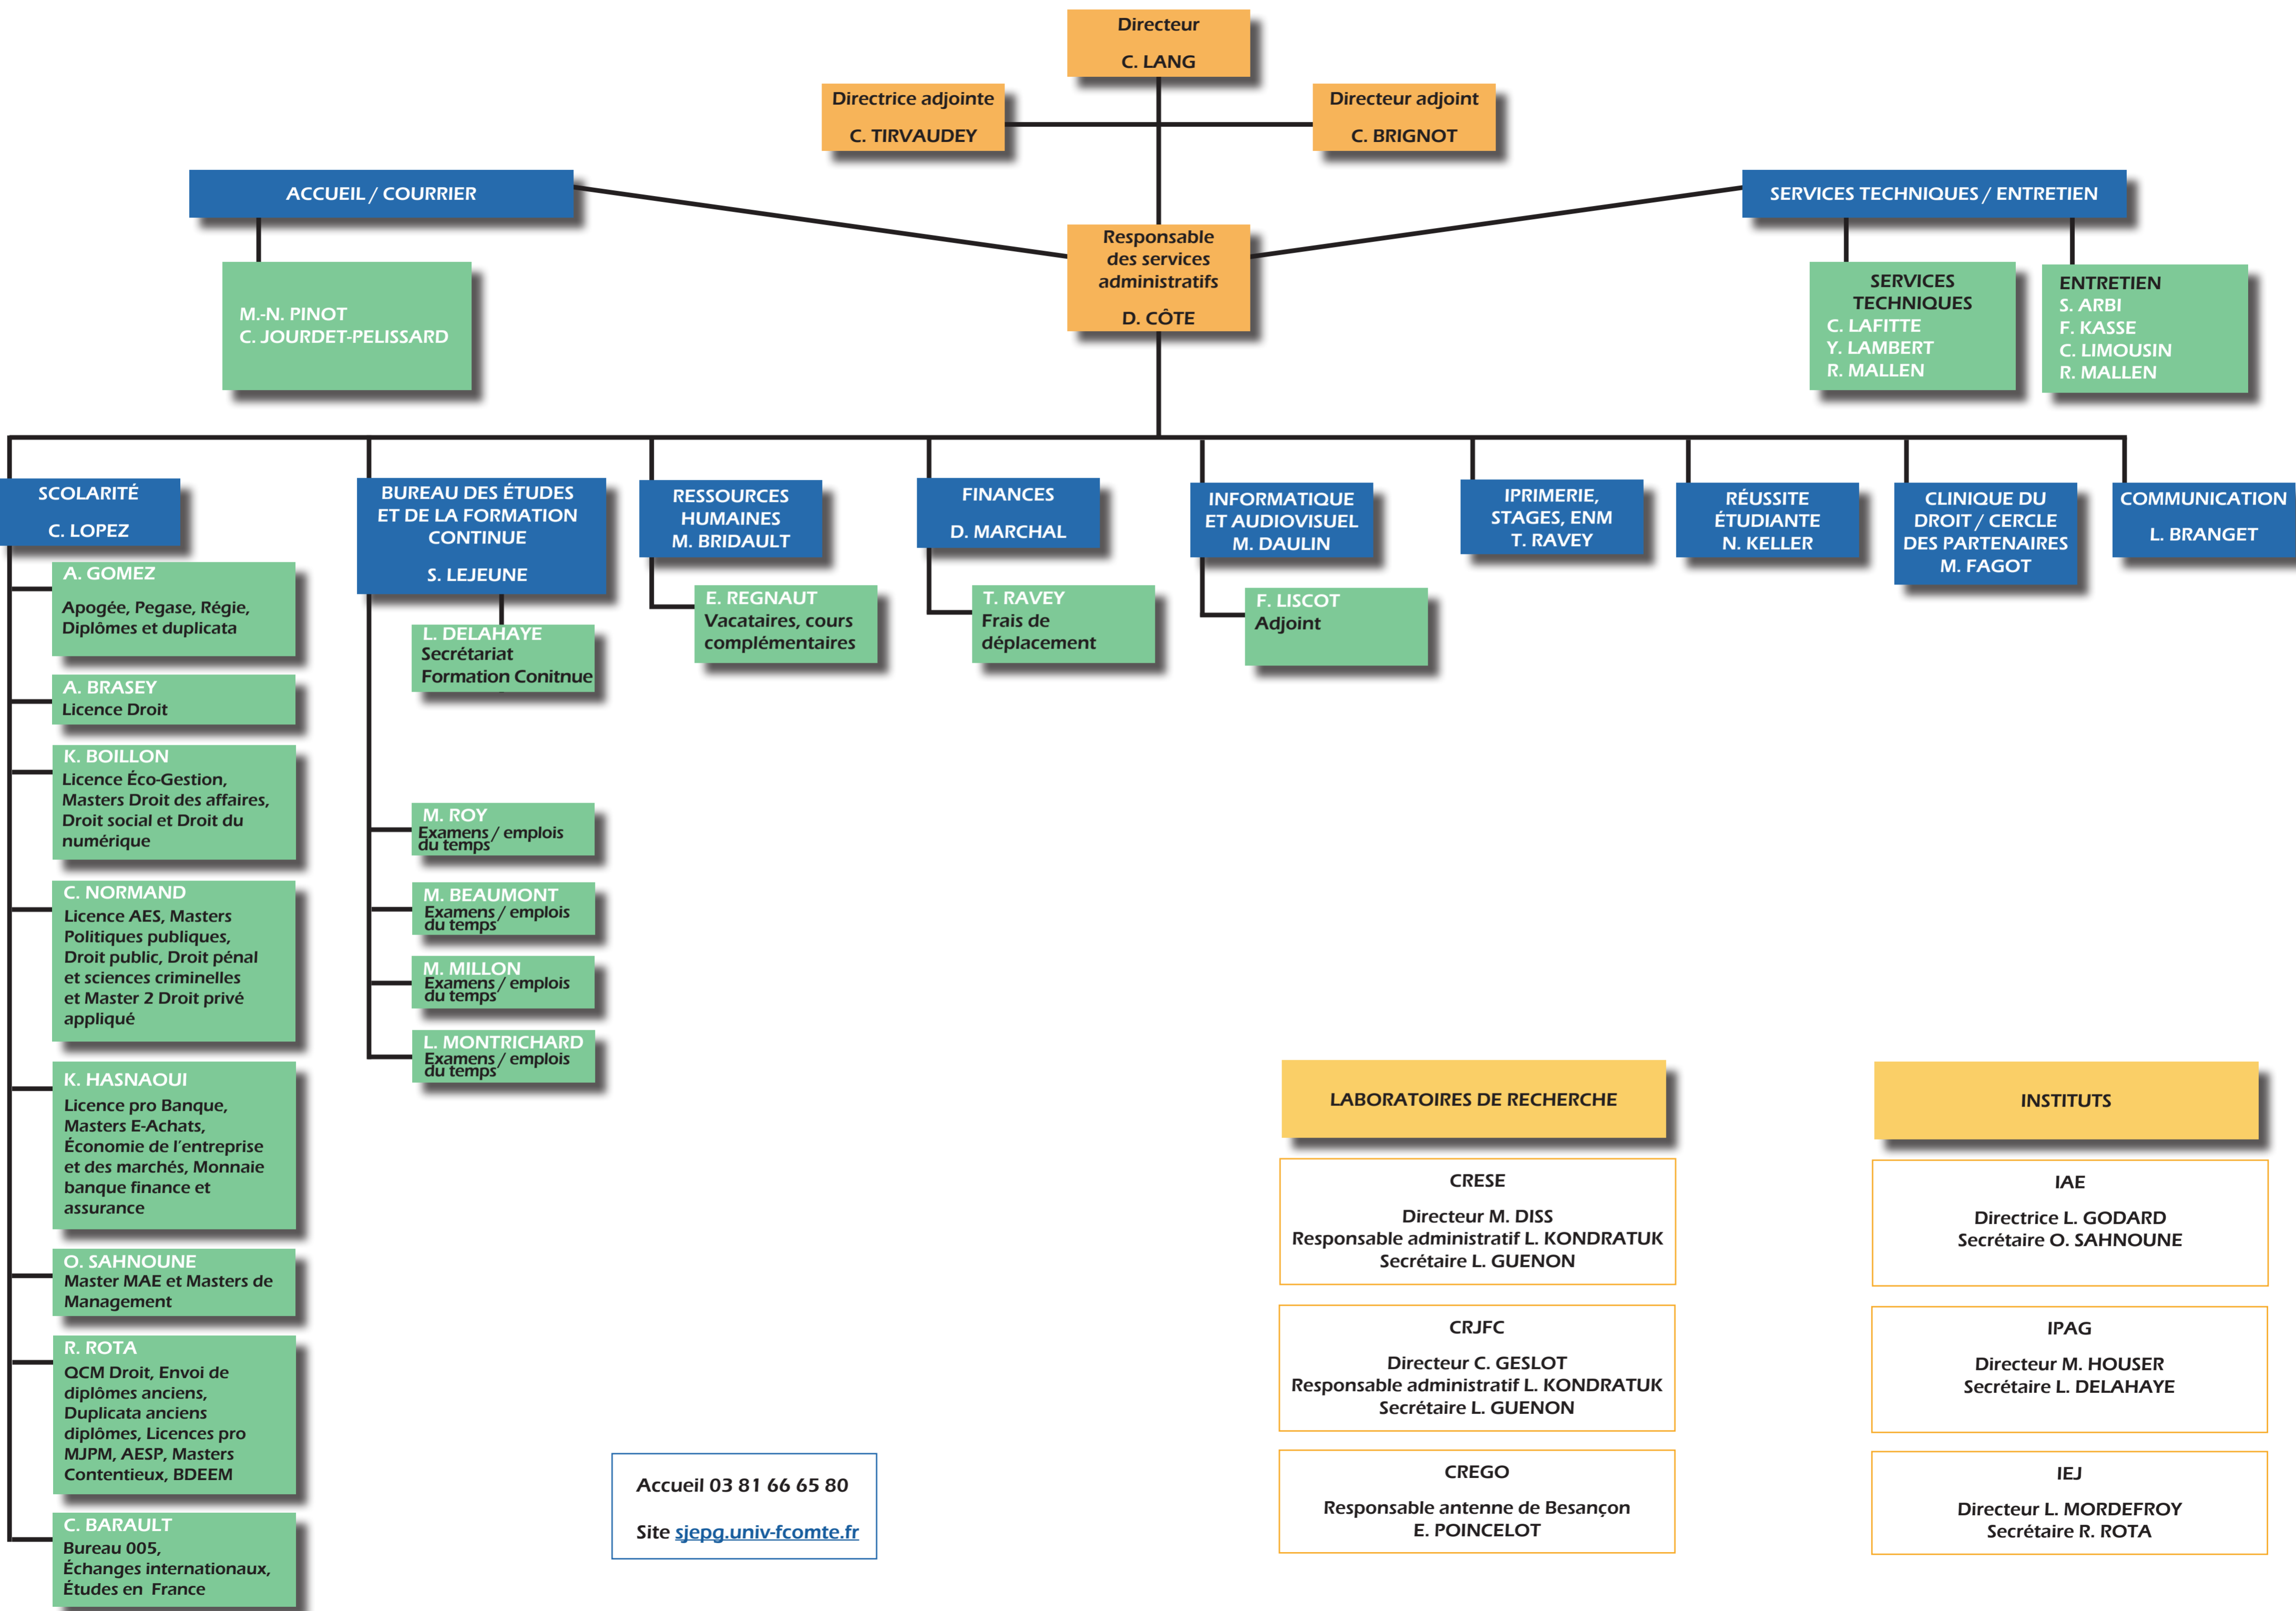 Directeur
C. LANG
Directrice adjointe
C. TIRVAUDEY
Directeur adjoint
C. BRIGNOT
ACCUEIL / COURRIER
SERVICES TECHNIQUES / ENTRETIEN
Responsable
des services
administratifs
D. CÔTE
M.-N. PINOT
C. JOURDET-PELISSARD
SERVICES
TECHNIQUES
C. LAFITTE
Y. LAMBERT
R. MALLEN
ENTRETIEN
S. ARBI
F. KASSE
C. LIMOUSIN
R. MALLEN
SCOLARITÉ
C. LOPEZ
A. GOMEZ
Apogée, Pegase, Régie,
Diplômes et duplicata
A. BRASEY
Licence Droit
K. BOILLON
Licence Éco-Gestion,
Masters Droit des affaires,
Droit social et Droit du
numérique
C. NORMAND
Licence AES, Masters
Politiques publiques,
Droit public, Droit pénal
et sciences criminelles
et Master 2 Droit privé
appliqué
K. HASNAOUI
Licence pro Banque,
Masters E-Achats,
Économie de l'entreprise
et des marchés, Monnaie
banque finance et
assurance
O. SAHNOUNE
Master MAE et Masters de
Management
R. ROTA
QCM Droit, Envoi de
diplômes anciens,
Duplicata anciens
diplômes, Licences pro
MJPM, AESP, Masters
Contentieux, BDEEM
C. BARAULT
Bureau 005,
Échanges internationaux,
Études en France
BUREAU DES ÉTUDES
ET DE LA FORMATION
CONTINUE
S. LEJEUNE
L. DELAHAYE
Secrétariat
Formation Conitnue
M. ROY
Examens / emplois
du temps
M. BEAUMONT
Examens / emplois
du temps
M. MILLON
Examens / emplois
du temps
L. MONTRICHARD
Examens / emplois
du temps
RESSOURCES
HUMAINES
M. BRIDAULT
E. REGNAUT
Vacataires, cours
complémentaires
FINANCES
D. MARCHAL
T. RAVEY
Frais de
déplacement
INFORMATIQUE
ET AUDIOVISUEL
M. DAULIN
F. LISCOT
Adjoint
IPRIMERIE,
STAGES, ENM
T. RAVEY
RÉUSSITE
ÉTUDIANTE
N. KELLER
CLINIQUE DU
DROIT / CERCLE
DES PARTENAIRES
M. FAGOT
COMMUNICATION
L. BRANGET
Accueil 03 81 66 65 80
Site sjepg.univ-fcomte.fr
LABORATOIRES DE RECHERCHE
CRESE
Directeur M. DISS
Responsable administratif L. KONDRATUK
Secrétaire L. GUENON
CRJFC
Directeur C. GESLOT
Responsable administratif L. KONDRATUK
Secrétaire L. GUENON
CREGO
Responsable antenne de Besançon
E. POINCELOT
INSTITUTS
IAE
Directrice L. GODARD
Secrétaire O. SAHNOUNE
IPAG
Directeur M. HOUSER
Secrétaire L. DELAHAYE
IEJ
Directeur L. MORDEFROY
Secrétaire R. ROTA